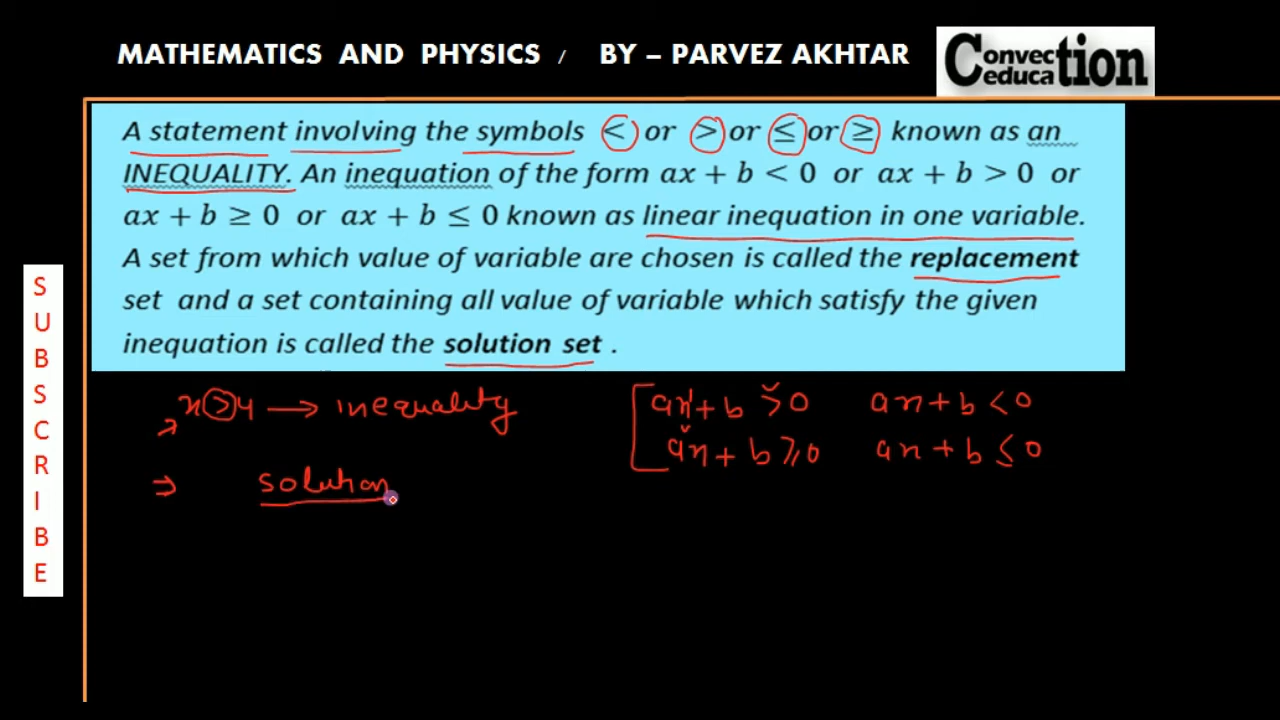 MATHEMATICS AND PHYSICS / BY – PARVEZ AKHTAR
Convection education
A statement involving the symbols < or > or ≤ or ≥ known as an
INEQUALITY. An inequation of the form ax + b < 0 or ax + b > 0 or
ax + b ≥ 0 or ax + b ≤ 0 known as linear inequation in one variable.
A set from which value of variable are chosen is called the replacement
set and a set containing all value of variable which satisfy the given
inequation is called the solution set .
SUBSCRIBE
x > 4 → inequality
⇒ solution
ax¹ + b > 0 ax + b < 0
ax + b ≥ 0 ax + b ≤ 0